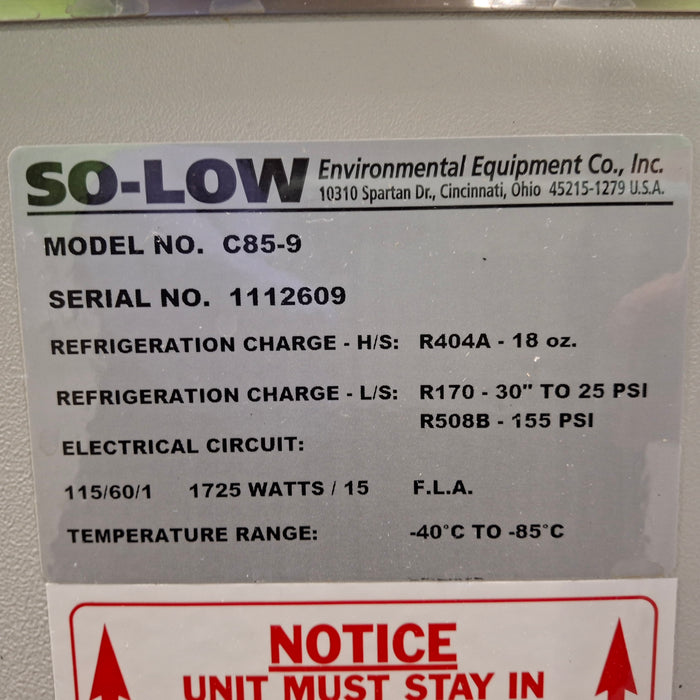 SO-LOW Environmental Equipment Co., Inc.
10310 Spartan Dr., Cincinnati, Ohio 45215-1279 U.S.A.
MODEL NO. C85-9
SERIAL NO. 1112609
REFRIGERATION CHARGE - H/S: R404A - 18 oz.
REFRIGERATION CHARGE - L/S: R170 - 30" TO 25 PSI
R508B - 155 PSI
ELECTRICAL CIRCUIT:
115/60/1 1725 WATTS / 15 F.L.A.
TEMPERATURE RANGE: -40°C TO -85°C
NOTICE
UNIT MUST STAY IN